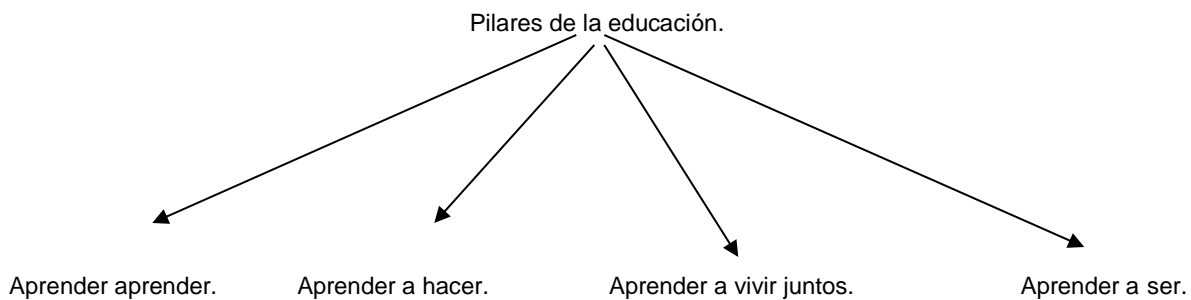 Pilares de la educación.
Aprender aprender. Aprender a hacer. Aprender a vivir juntos. Aprender a ser.